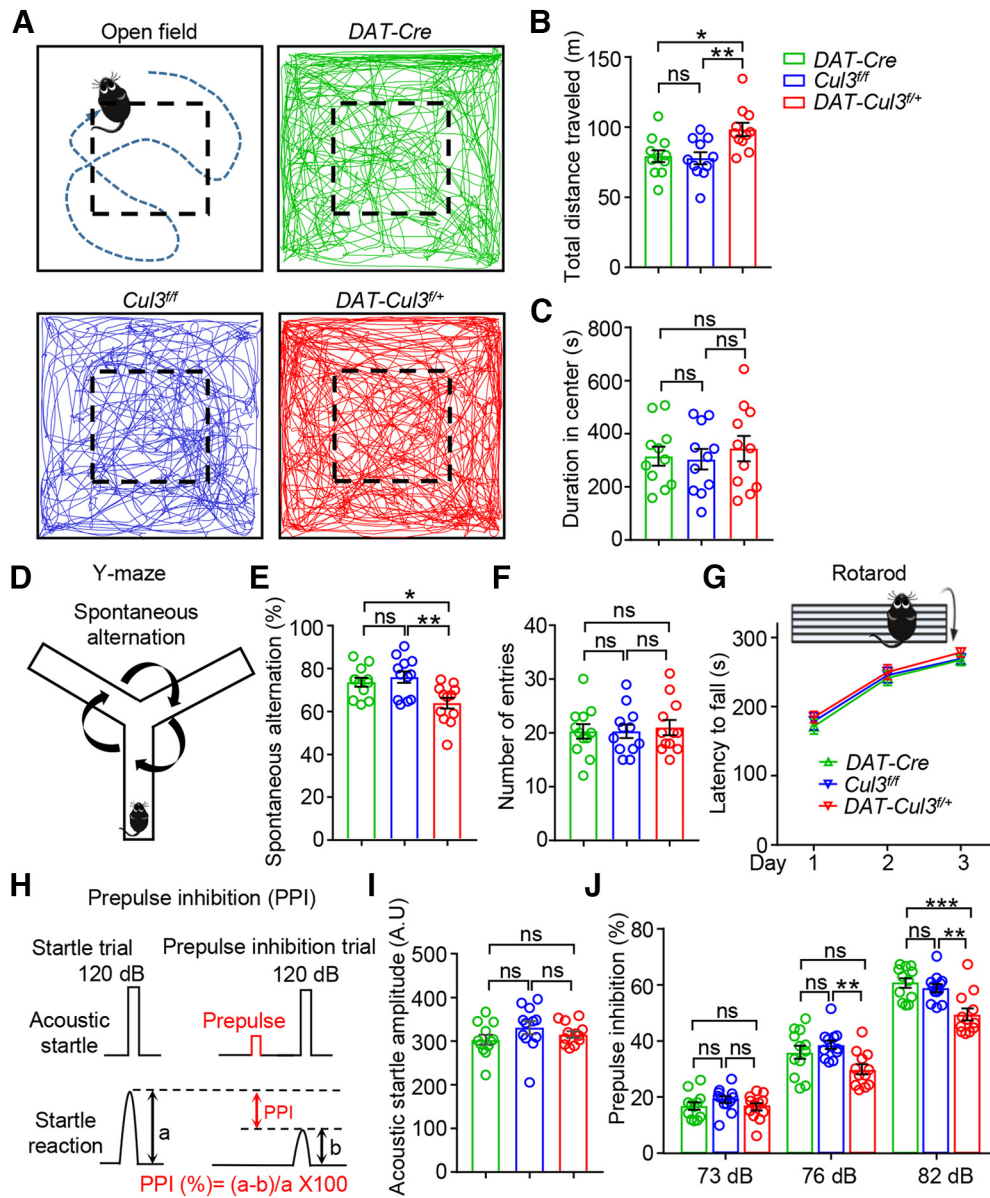 A
Open field
DAT-Cre
Cul3f/f
DAT-Cul3f/+
B
Total distance traveled (m)
150
100
50
0
ns
*
**
DAT-Cre
Cul3f/f
DAT-Cul3f/+
C
Duration in center (s)
800
600
400
200
0
ns
ns
ns
D
Y-maze
Spontaneous
alternation
E
Spontaneous alternation (%)
100
80
60
40
20
0
*
ns
**
F
Number of entries
40
30
20
10
0
ns
ns
ns
G
Rotarod
Latency to fall (s)
300
200
100
0
DAT-Cre
Cul3f/f
DAT-Cul3f/+
Day
1
2
3
H
Prepulse inhibition (PPI)
Startle trial
Prepulse inhibition trial
120 dB
120 dB
Acoustic
startle
Prepulse
Startle
reaction
a
PPI
b
PPI (%)= (a-b)/a X100
I
Acoustic startle amplitude (A.U)
500
400
300
200
100
0
ns
ns
ns
J
Prepulse inhibition (%)
80
60
40
20
0
ns
ns
ns
ns
ns
**
***
ns
**
73 dB
76 dB
82 dB